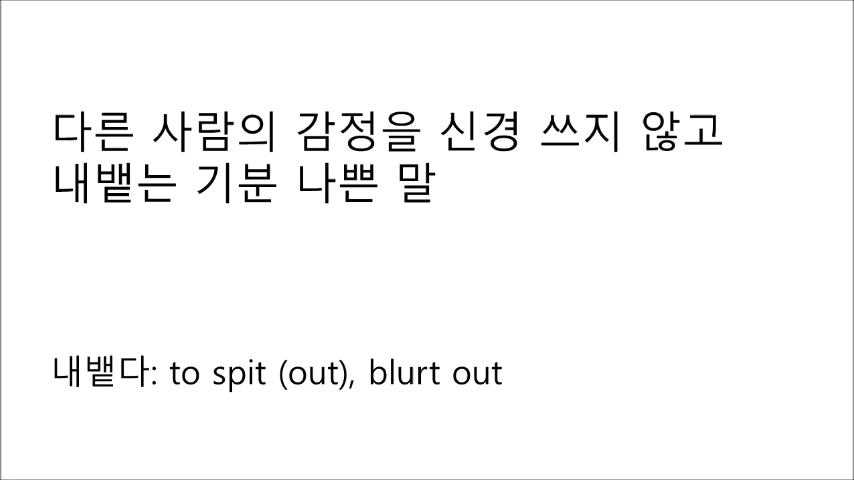 다른 사람의 감정을 신경 쓰지 않고
내뱉는 기분 나쁜 말
내뱉다: to spit (out), blurt out